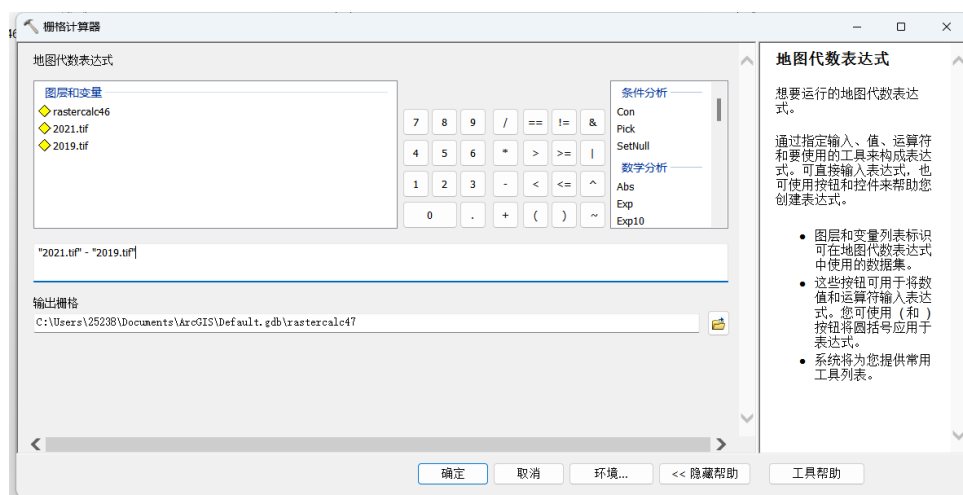 46
栅格计算器
地图代数表达式
图层和变量
rastercalc46
2021.tif
2019.tif
7 8 9 / == != &
4 5 6 * > >= |
1 2 3 - < <= ^
0 . + ( ) ~
条件分析
Con
Pick
SetNull
数学分析
Abs
Exp
Exp10
"2021.tif" - "2019.tif"
输出栅格
C:\Users\25238\Documents\ArcGIS\Default.gdb\rastercalc47
确定
取消
环境...
<< 隐藏帮助
工具帮助
地图代数表达式
想要运行的地图代数表达
式。
通过指定输入、值、运算符
和要使用的工具来构成表达
式。可直接输入表达式，也
可使用按钮和控件来帮助您
创建表达式。
• 图层和变量列表标识
可在地图代数表达式
中使用的数据集。
• 这些按钮可用于将数
值和运算符输入表达
式。您可使用 (和 )
按钮将圆括号应用于
表达式。
• 系统将为您提供常用
工具列表。